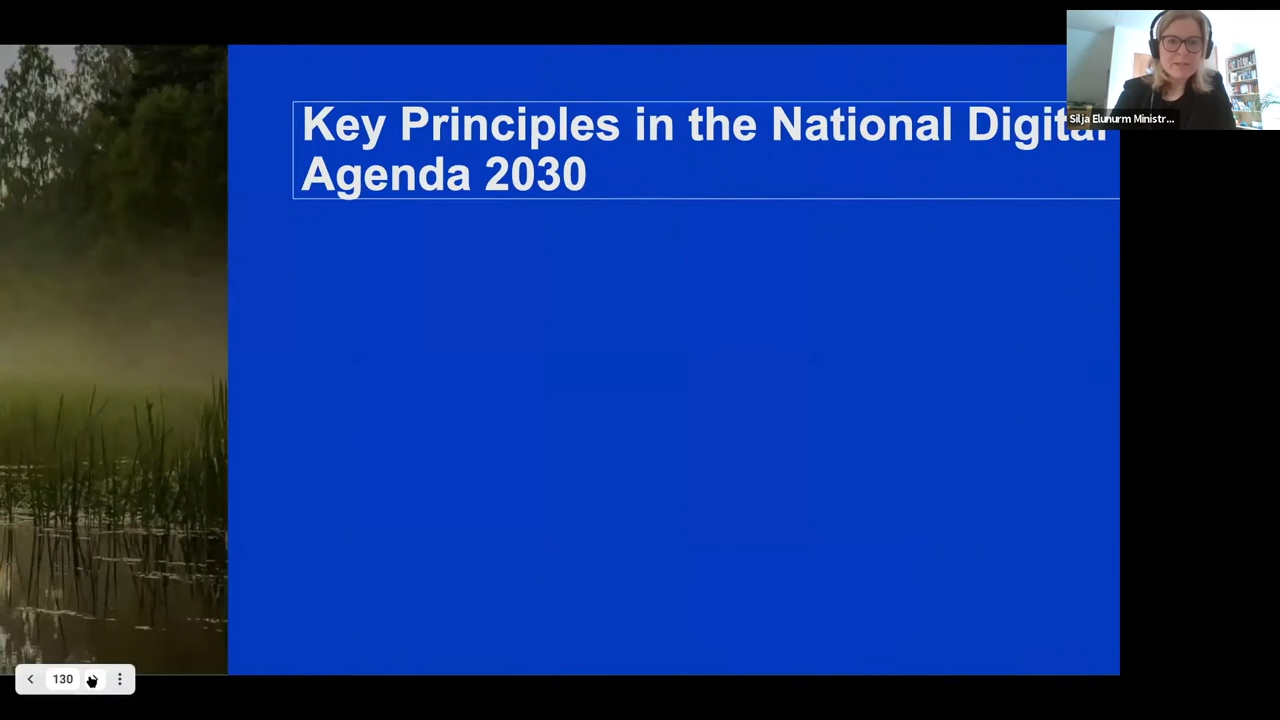 Key Principles in the National Digital
Agenda 2030
Silja Elunurm Ministr...
130